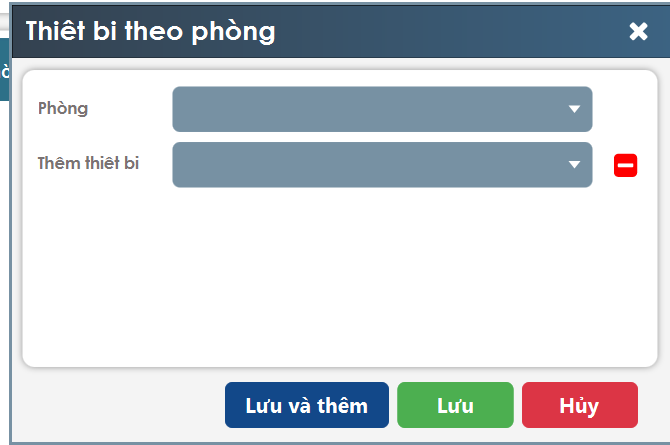 Thiêt bi theo phòng
Phòng
Thêm thiêt bi
Lưu và thêm
Lưu
Hủy